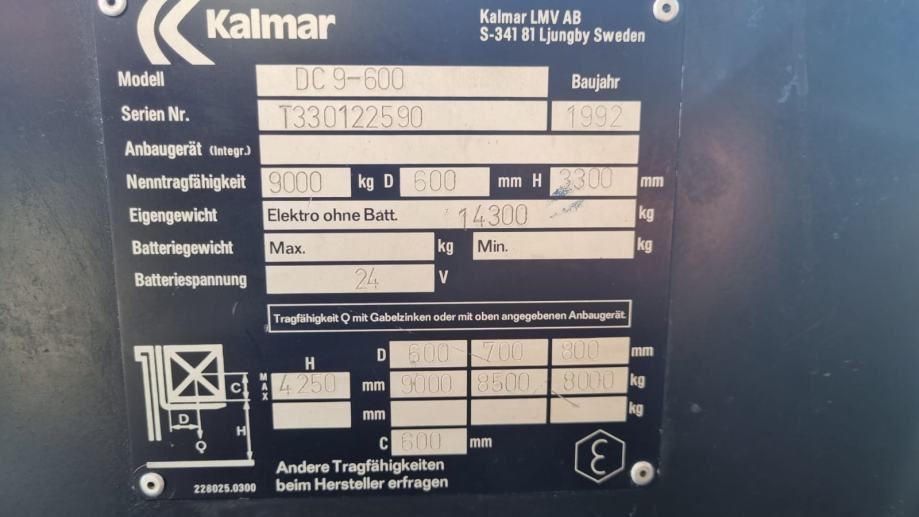 Kalmar
Kalmar LMV AB
S-341 81 Ljungby Sweden
Modell DC 9-600 Baujahr
Serien Nr. T330122590 1992
Anbaugerät (Integr.)
Nenntragfähigkeit 9000 kg D 600 mm H 3300 mm
Eigengewicht Elektro ohne Batt. 14300 kg
Batteriegewicht Max. kg Min. kg
Batteriespannung 24 V
Tragfähigkeit Q mit Gabelzinken oder mit oben angegebenen Anbaugerät.
H D 600 700 800 mm
MAX 4250 mm 9000 8500 8000 kg
mm kg
C 600 mm
C
D
H
Q
Andere Tragfähigkeiten
beim Hersteller erfragen
228025.0300